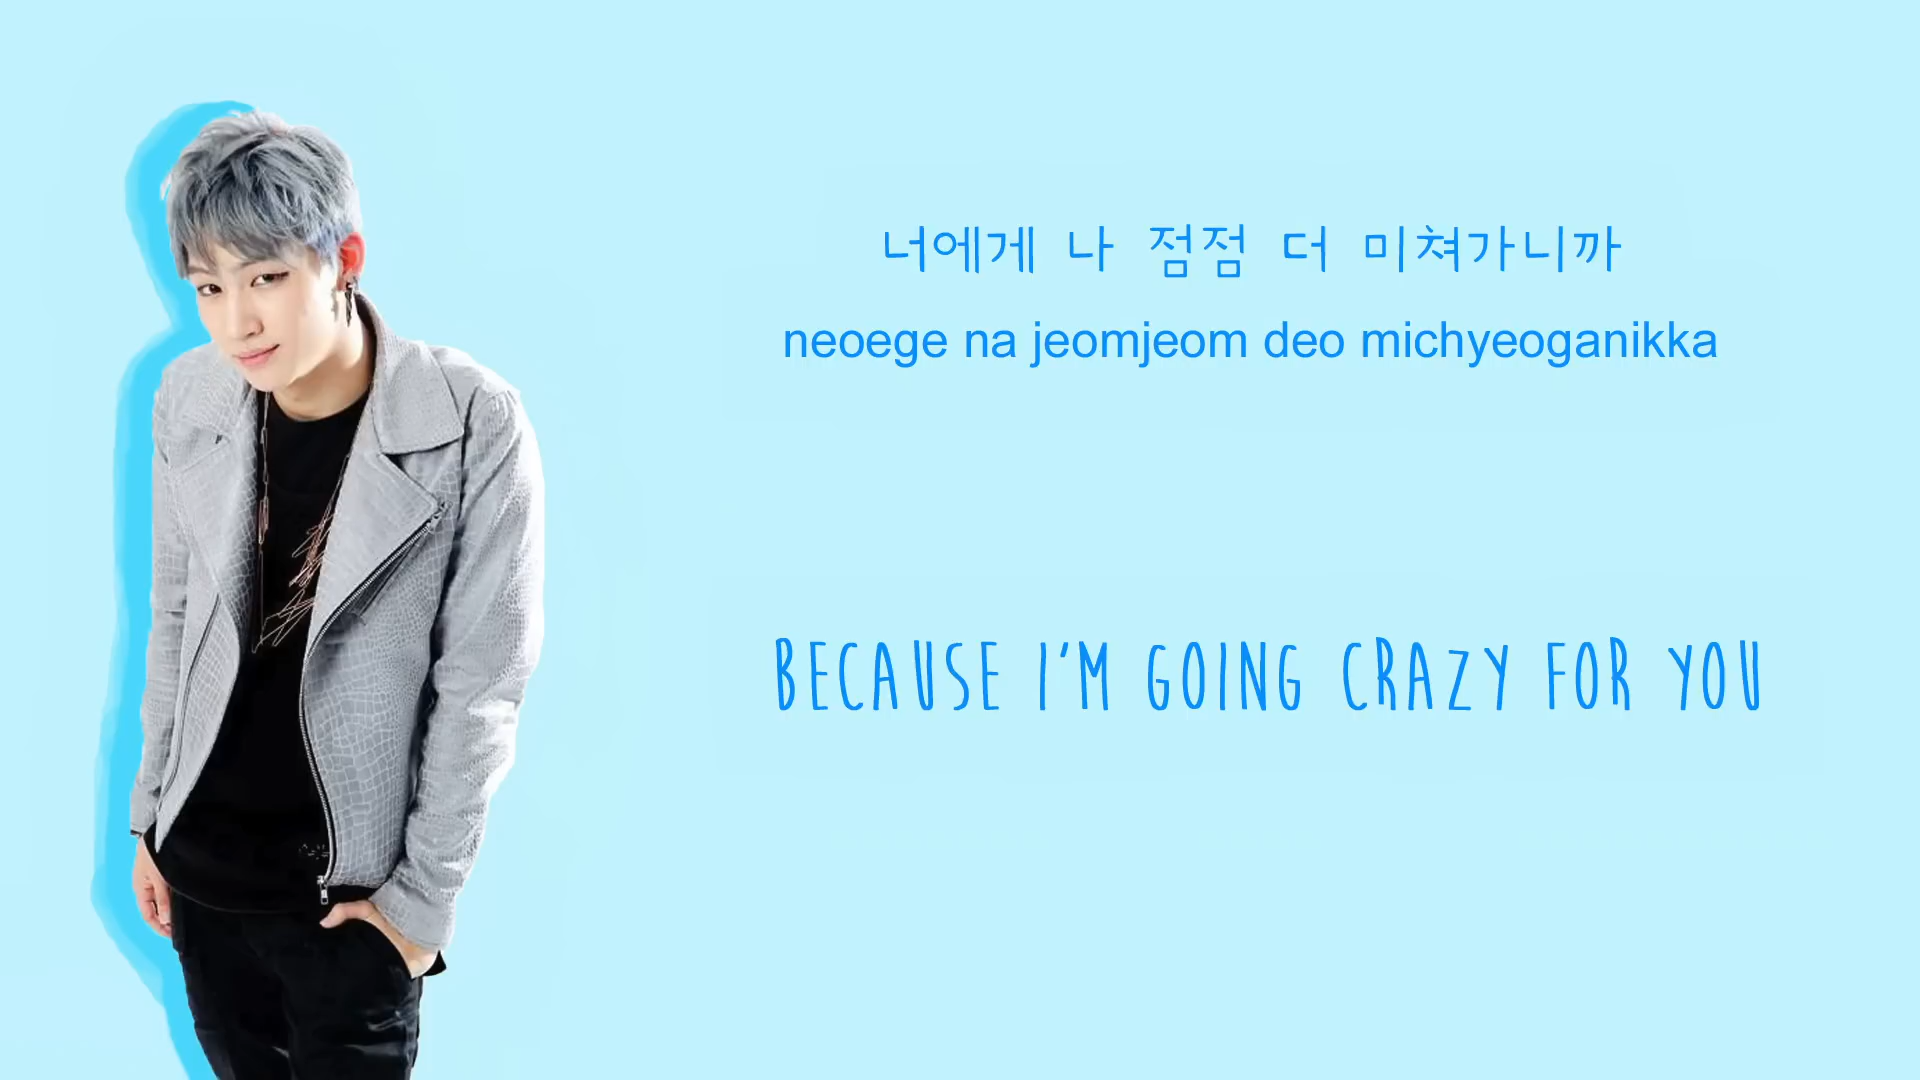 너에게 나 점점 더 미쳐가니까
neoege na jeomjeom deo michyeoganikka
BECAUSE I'M GOING CRAZY FOR YOU